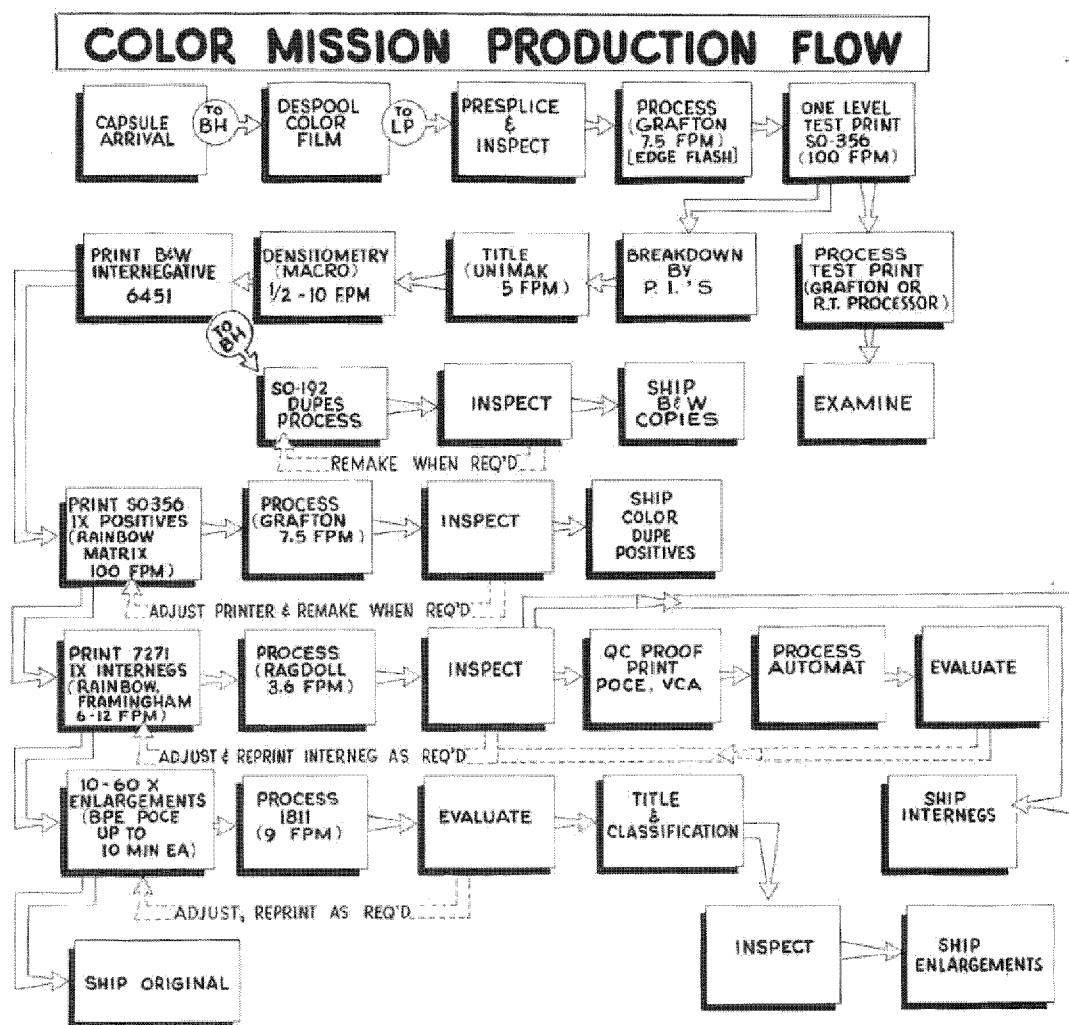 COLOR MISSION PRODUCTION FLOW
CAPSULE
ARRIVAL
TO
BH
DESPOOL
COLOR
FILM
TO
LP
PRESPLICE
&
INSPECT
PROCESS
(GRAFTON
7.5 FPM)
[EDGE FLASH]
ONE LEVEL
TEST PRINT
SO-356
(100 FPM)
PRINT B&W
INTERNEGATIVE
6451
DENSITOMETRY
(MACRO)
1/2 - 10 FPM
TITLE
(UNIMAK
5 FPM)
BREAKDOWN
BY
P. I.'S
PROCESS
TEST PRINT
(GRAFTON OR
R.T. PROCESSOR)
TO
BH
SO-192
DUPES
PROCESS
INSPECT
SHIP
B&W
COPIES
EXAMINE
REMAKE WHEN REQ'D
PRINT SO356
1X POSITIVES
(RAINBOW
MATRIX
100 FPM)
PROCESS
(GRAFTON
7.5 FPM)
INSPECT
SHIP
COLOR
DUPE
POSITIVES
ADJUST PRINTER & REMAKE WHEN REQ'D
PRINT 7271
1X INTERNEGS
(RAINBOW,
FRAMINGHAM
6-12 FPM)
PROCESS
(RAGDOLL
3.6 FPM)
INSPECT
QC PROOF
PRINT
POCE, VCA
PROCESS
AUTOMAT
EVALUATE
ADJUST & REPRINT INTERNEG AS REQ'D
10-60 X
ENLARGEMENTS
(BPE POCE
UP TO
10 MIN EA)
PROCESS
1811
(9 FPM)
EVALUATE
TITLE
&
CLASSIFICATION
SHIP
INTERNEGS
ADJUST, REPRINT AS REQ'D
SHIP ORIGINAL
INSPECT
SHIP
ENLARGEMENTS